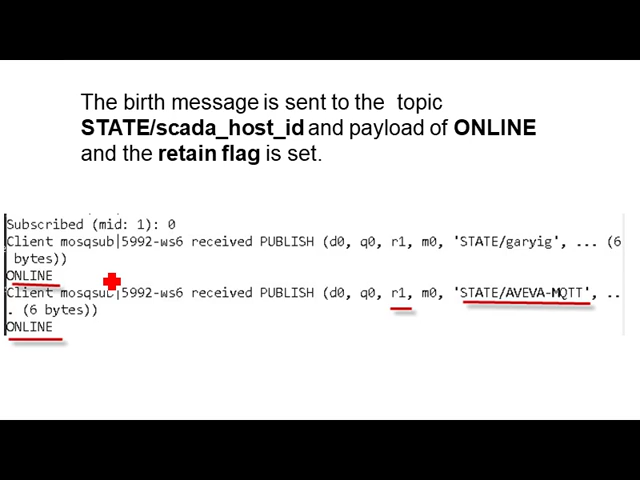 The birth message is sent to the topic
STATE/scada_host_id and payload of ONLINE
and the retain flag is set.
Subscribed (mid: 1): 0
Client mosqsub|5992-ws6 received PUBLISH (d0, q0, r1, m0, 'STATE/garyig', ... (6
bytes))
ONLINE
Client mosqsub|5992-ws6 received PUBLISH (d0, q0, r1, m0, 'STATE/AVEVA-MQTT', ..
. (6 bytes))
ONLINE